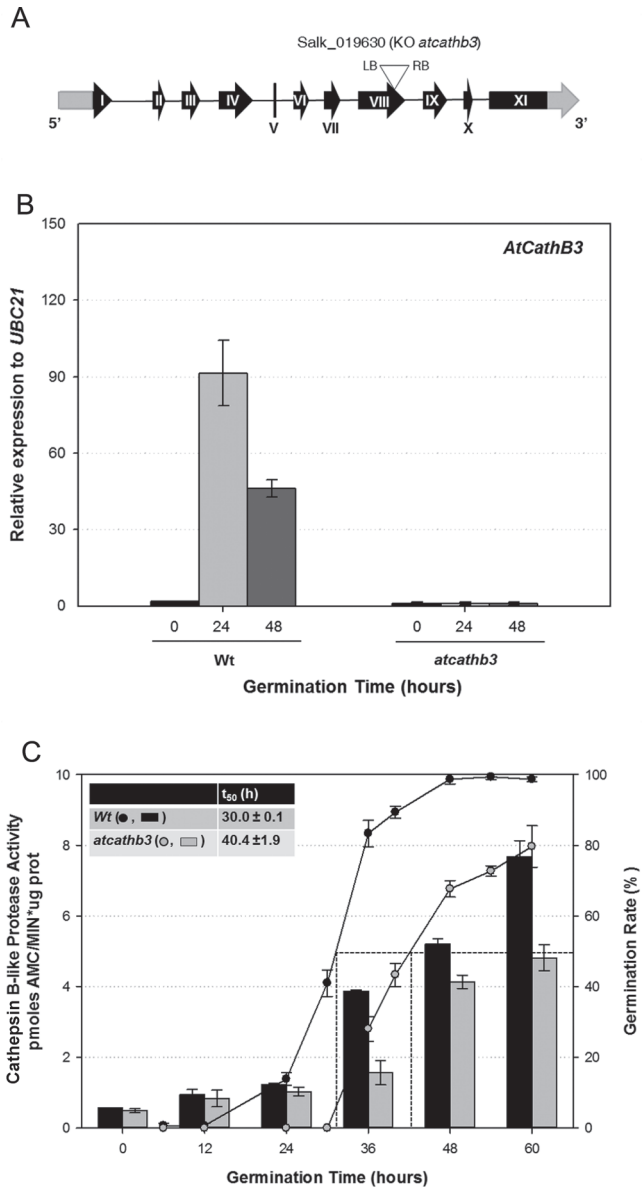 A
Salk_019630 (KO atcathb3)
LB RB
I II III IV VI VIII IX XI
5' V VII X 3'
B
150
120
90
60
30
0
Relative expression to UBC21
AtCathB3
0 24 48 0 24 48
Wt atcathb3
Germination Time (hours)
C
t50 (h)
Wt (●, ■) 30.0 ± 0.1
atcathb3 (○, □) 40.4 ±1.9
10
8
6
4
2
0
Cathepsin B-like Protease Activity
pmoles AMC/MIN*ug prot
100
80
60
40
20
0
Germination Rate (%)
0 12 24 36 48 60
Germination Time (hours)